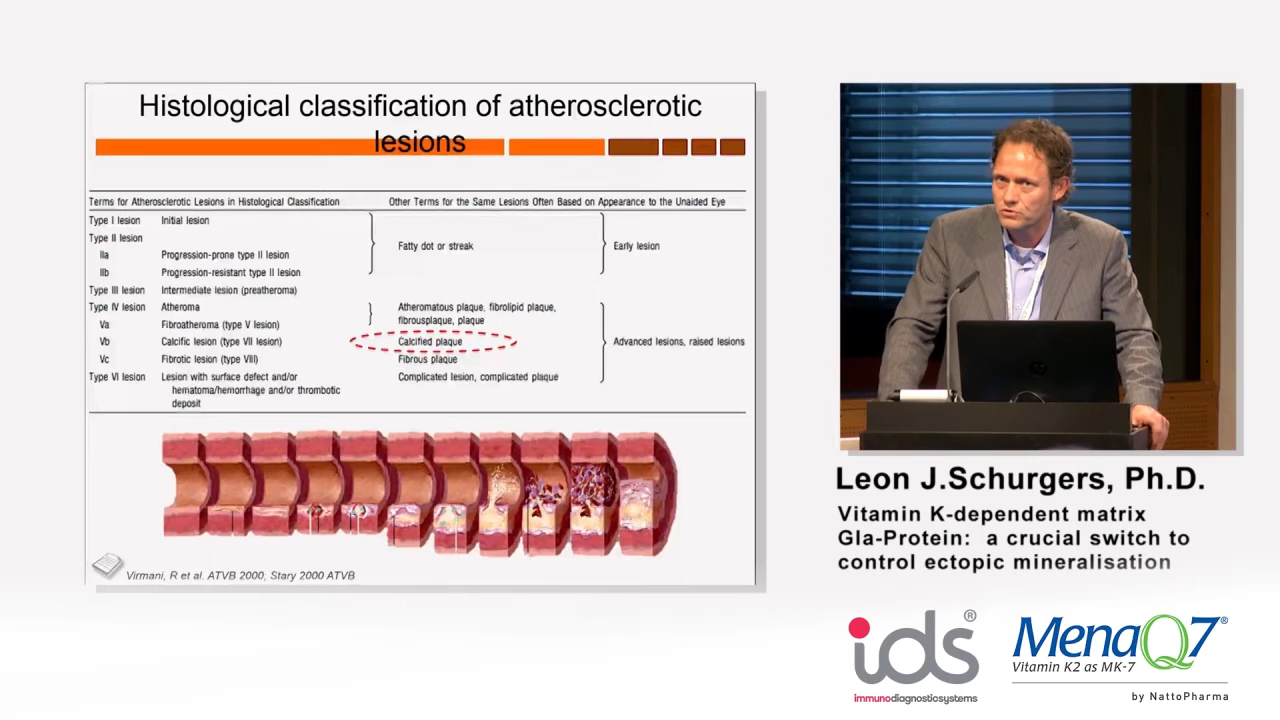 Histological classification of atherosclerotic
lesions
Terms for Atherosclerotic Lesions in Histological Classification Other Terms for the Same Lesions Often Based on Appearance to the Unaided Eye
Type I lesion Initial lesion
Type II lesion
Fatty dot or streak Early lesion
IIa Progression-prone type II lesion
IIb Progression-resistant type II lesion
Type III lesion Intermediate lesion (preatheroma)
Type IV lesion Atheroma Atheromatous plaque, fibrolipid plaque,
fibrousplaque, plaque
Va Fibroatheroma (type V lesion)
Vb Calcific lesion (type VII lesion) Calcified plaque Advanced lesions, raised lesions
Vc Fibrotic lesion (type VIII) Fibrous plaque
Type VI lesion Lesion with surface defect and/or Complicated lesion, complicated plaque
hematoma/hemorrhage and/or thrombotic
deposit
Virmani, R et al. ATVB 2000; Stary 2000 ATVB
Leon J.Schurgers, Ph.D.
Vitamin K-dependent matrix
Gla-Protein: a crucial switch to
control ectopic mineralisation
ids®
immunodiagnosticsystems
MenaQ7®
Vitamin K2 as MK-7
by NattoPharma